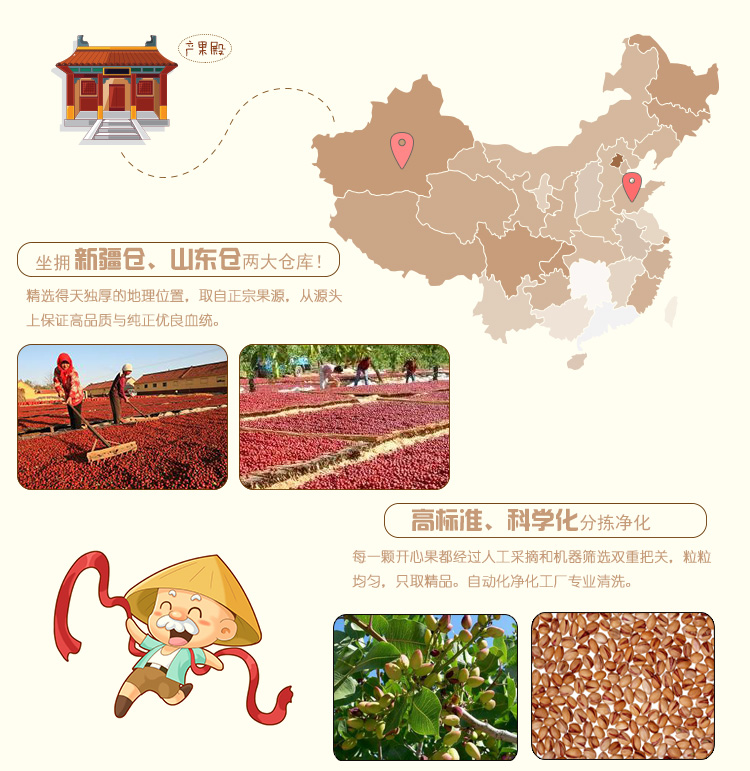 产果殿
坐拥新疆仓、山东仓两大仓库!
精选得天独厚的地理位置，取自正宗果源，从源头
上保证高品质与纯正优良血统。
高标准、科学化分拣净化
每一颗开心果都经过人工采摘和机器筛选双重把关，粒粒
均匀，只取精品。自动化净化工厂专业清洗。